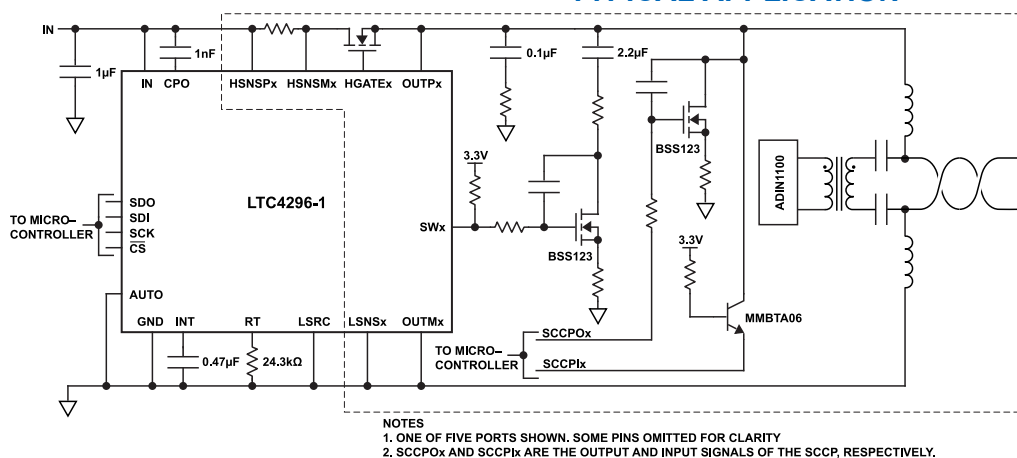 IN
1µF
1nF
0.1µF
2.2µF
IN CPO HSNSPx HSNSMx HGATEx OUTPx
BSS123
3.3V
ADIN1100
LTC4296-1
SDO
SDI
SCK
CS
TO MICRO–
CONTROLLER
SWx
BSS123
3.3V
AUTO
MMBTA06
GND INT RT LSRC LSNSx OUTMx
SCCPOx
TO MICRO–
CONTROLLER
SCCPIx
0.47µF
24.3kΩ
NOTES
1. ONE OF FIVE PORTS SHOWN. SOME PINS OMITTED FOR CLARITY
2. SCCPOx AND SCCPIx ARE THE OUTPUT AND INPUT SIGNALS OF THE SCCP, RESPECTIVELY.